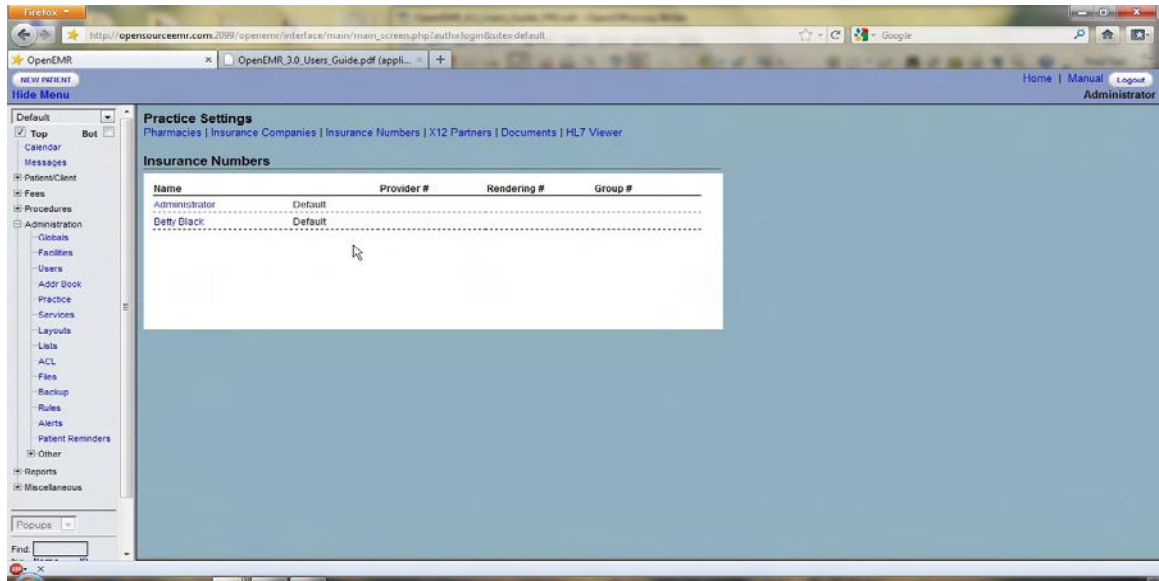 Firefox
http://opensourceemr.com:2099/openemr/interface/main/main_screen.php?auth=login&site=default
Google
OpenEMR
OpenEMR_3.0_Users_Guide.pdf (appli...
NEW PATIENT
Home | Manual Logout
Hide Menu
Administrator
Default
Top Bot
Calendar
Messages
Patient/Client
Fees
Procedures
Administration
Globals
Facilities
Users
Addr Book
Practice
Services
Layouts
Lists
ACL
Files
Backup
Rules
Alerts
Patient Reminders
Other
Reports
Miscellaneous
Popups
Find:
Practice Settings
Pharmacies | Insurance Companies | Insurance Numbers | X12 Partners | Documents | HL7 Viewer
Insurance Numbers
Name Provider # Rendering # Group #
Administrator Default
Betty Black Default